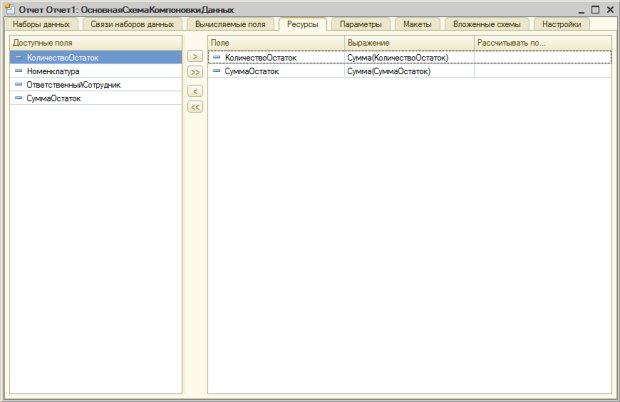 Отчет Отчет1: ОсновнаяСхемаКомпоновкиДанных
Наборы данных Связи наборов данных Вычисляемые поля Ресурсы Параметры Макеты Вложенные схемы Настройки
Доступные поля Поле Выражение Рассчитывать по...
КоличествоОстаток > КоличествоОстаток Сумма(КоличествоОстаток)
Номенклатура >> СуммаОстаток Сумма(СуммаОстаток)
ОтветственныйСотрудник <
СуммаОстаток <<